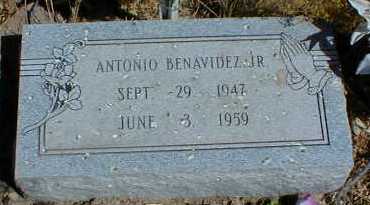 ANTONIO BENAVIDEZ JR
SEPT. 29 1947
JUNE 3 1959